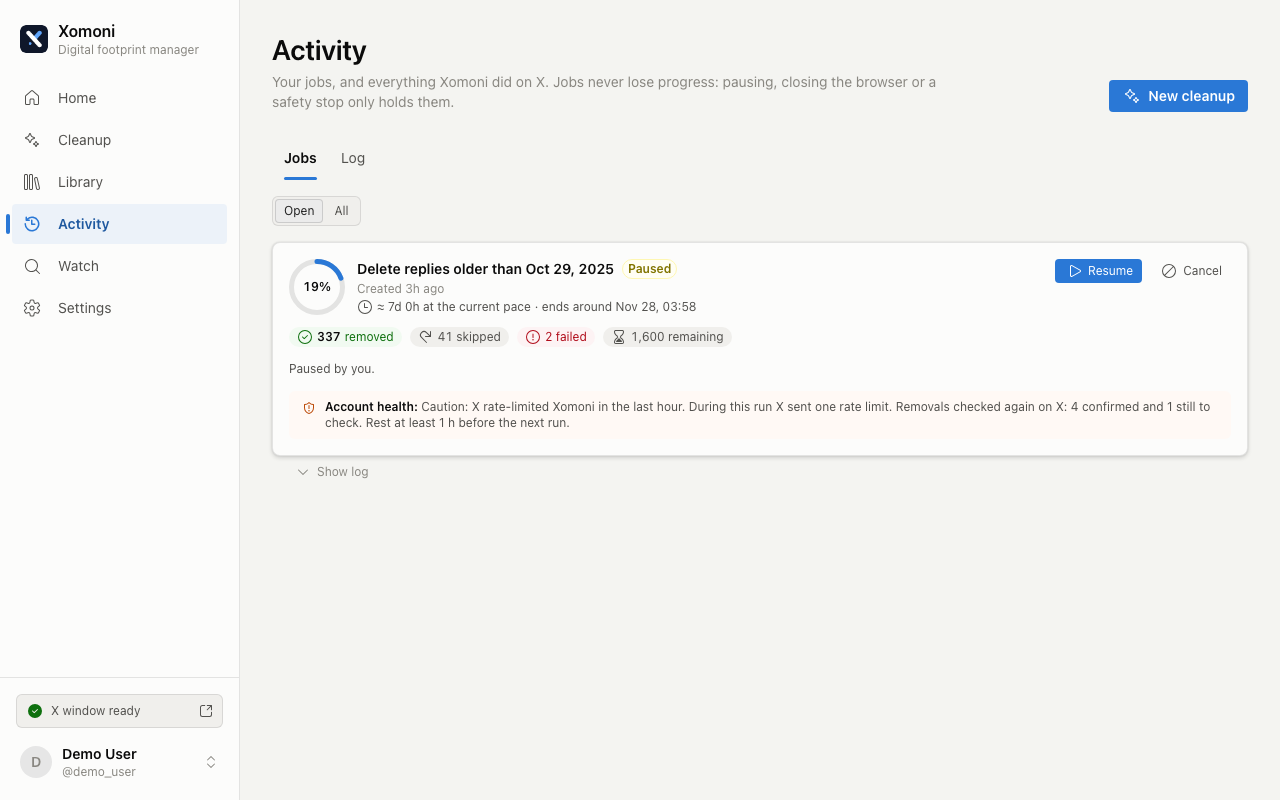 Xomoni
Digital footprint manager
Home
Cleanup
Library
Activity
Watch
Settings
X window ready
D
Demo User
@demo_user
Activity
Your jobs, and everything Xomoni did on X. Jobs never lose progress: pausing, closing the browser or a
safety stop only holds them.
New cleanup
Jobs
Log
Open
All
19%
Delete replies older than Oct 29, 2025
Paused
Created 3h ago
≈ 7d 0h at the current pace · ends around Nov 28, 03:58
Resume
Cancel
337 removed
41 skipped
2 failed
1,600 remaining
Paused by you.
Account health: Caution: X rate-limited Xomoni in the last hour. During this run X sent one rate limit. Removals checked again on X: 4 confirmed and 1 still to
check. Rest at least 1 h before the next run.
Show log